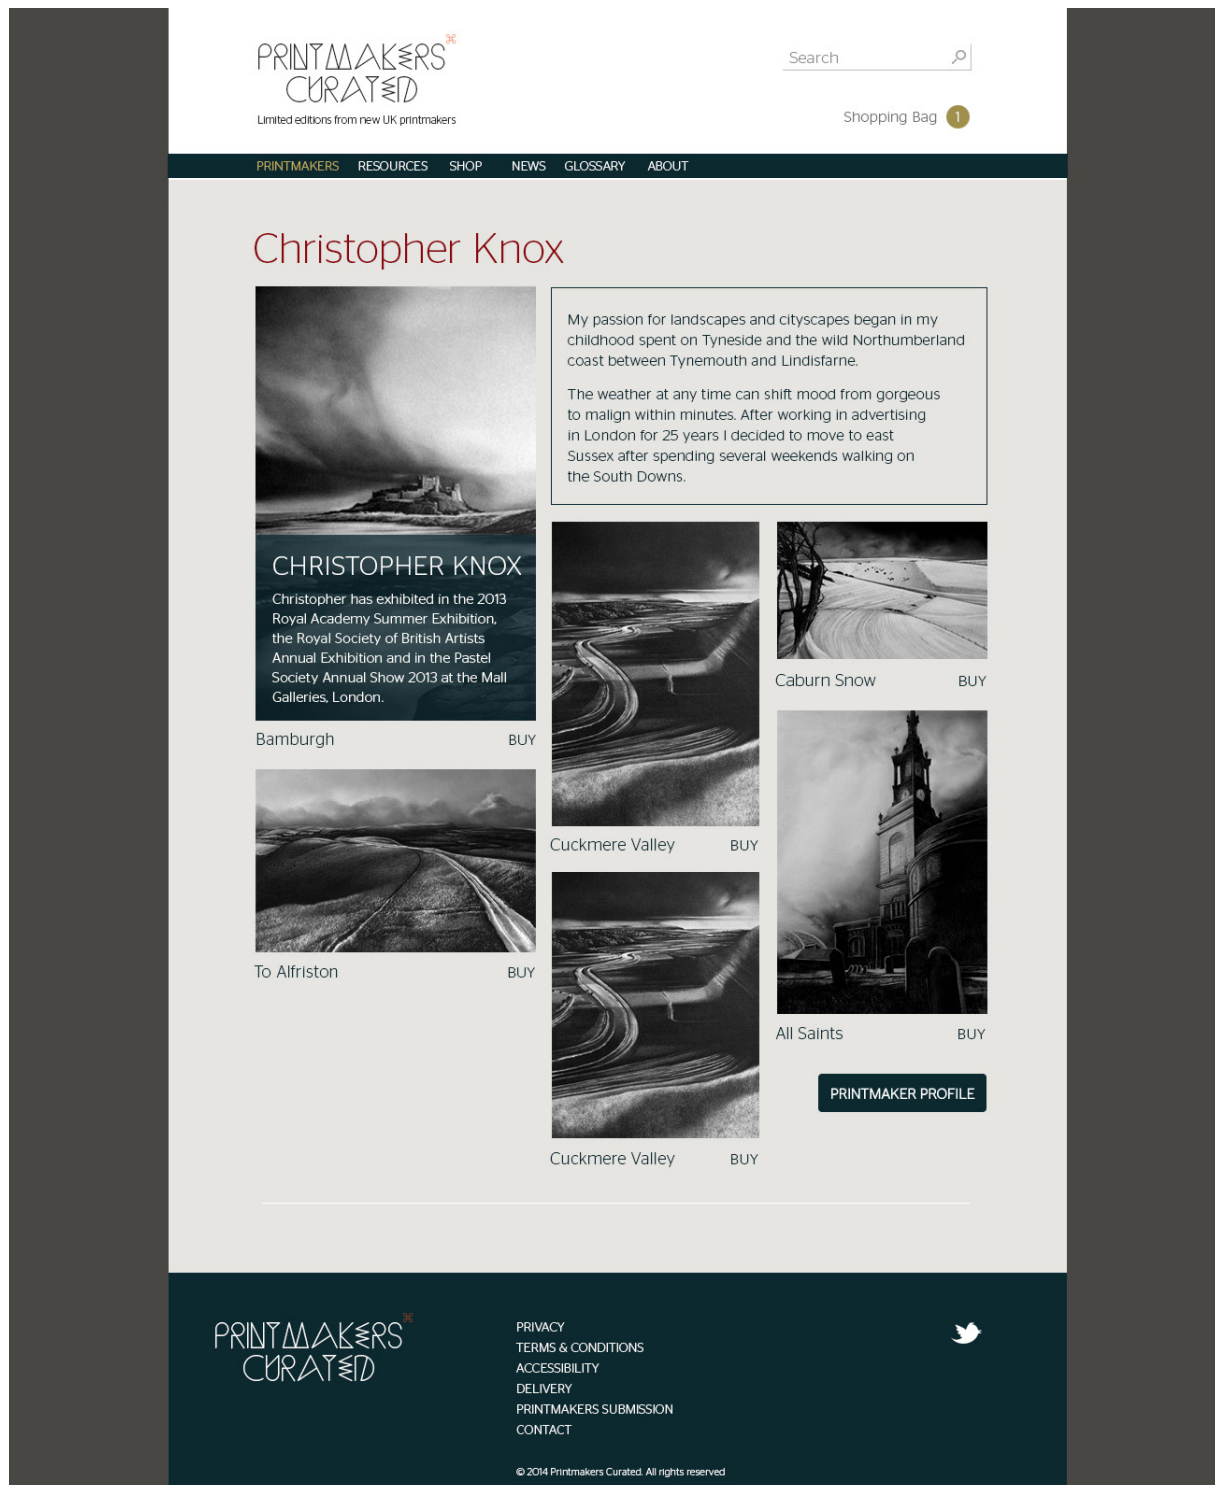 PRINTMAKERS
CURATED
Limited editions from new UK printmakers
Search
Shopping Bag 1
PRINTMAKERS RESOURCES SHOP NEWS GLOSSARY ABOUT
Christopher Knox
My passion for landscapes and cityscapes began in my
childhood spent on Tyneside and the wild Northumberland
coast between Tynemouth and Lindisfarne.
The weather at any time can shift mood from gorgeous
to malign within minutes. After working in advertising
in London for 25 years I decided to move to east
Sussex after spending several weekends walking on
the South Downs.
CHRISTOPHER KNOX
Christopher has exhibited in the 2013
Royal Academy Summer Exhibition,
the Royal Society of British Artists
Annual Exhibition and in the Pastel
Society Annual Show 2013 at the Mall
Galleries, London.
Bamburgh BUY
To Alfriston BUY
Cuckmere Valley BUY
Cuckmere Valley BUY
Caburn Snow BUY
All Saints BUY
PRINTMAKER PROFILE
PRINTMAKERS
CURATED
PRIVACY
TERMS & CONDITIONS
ACCESSIBILITY
DELIVERY
PRINTMAKERS SUBMISSION
CONTACT
© 2014 Printmakers Curated. All rights reserved